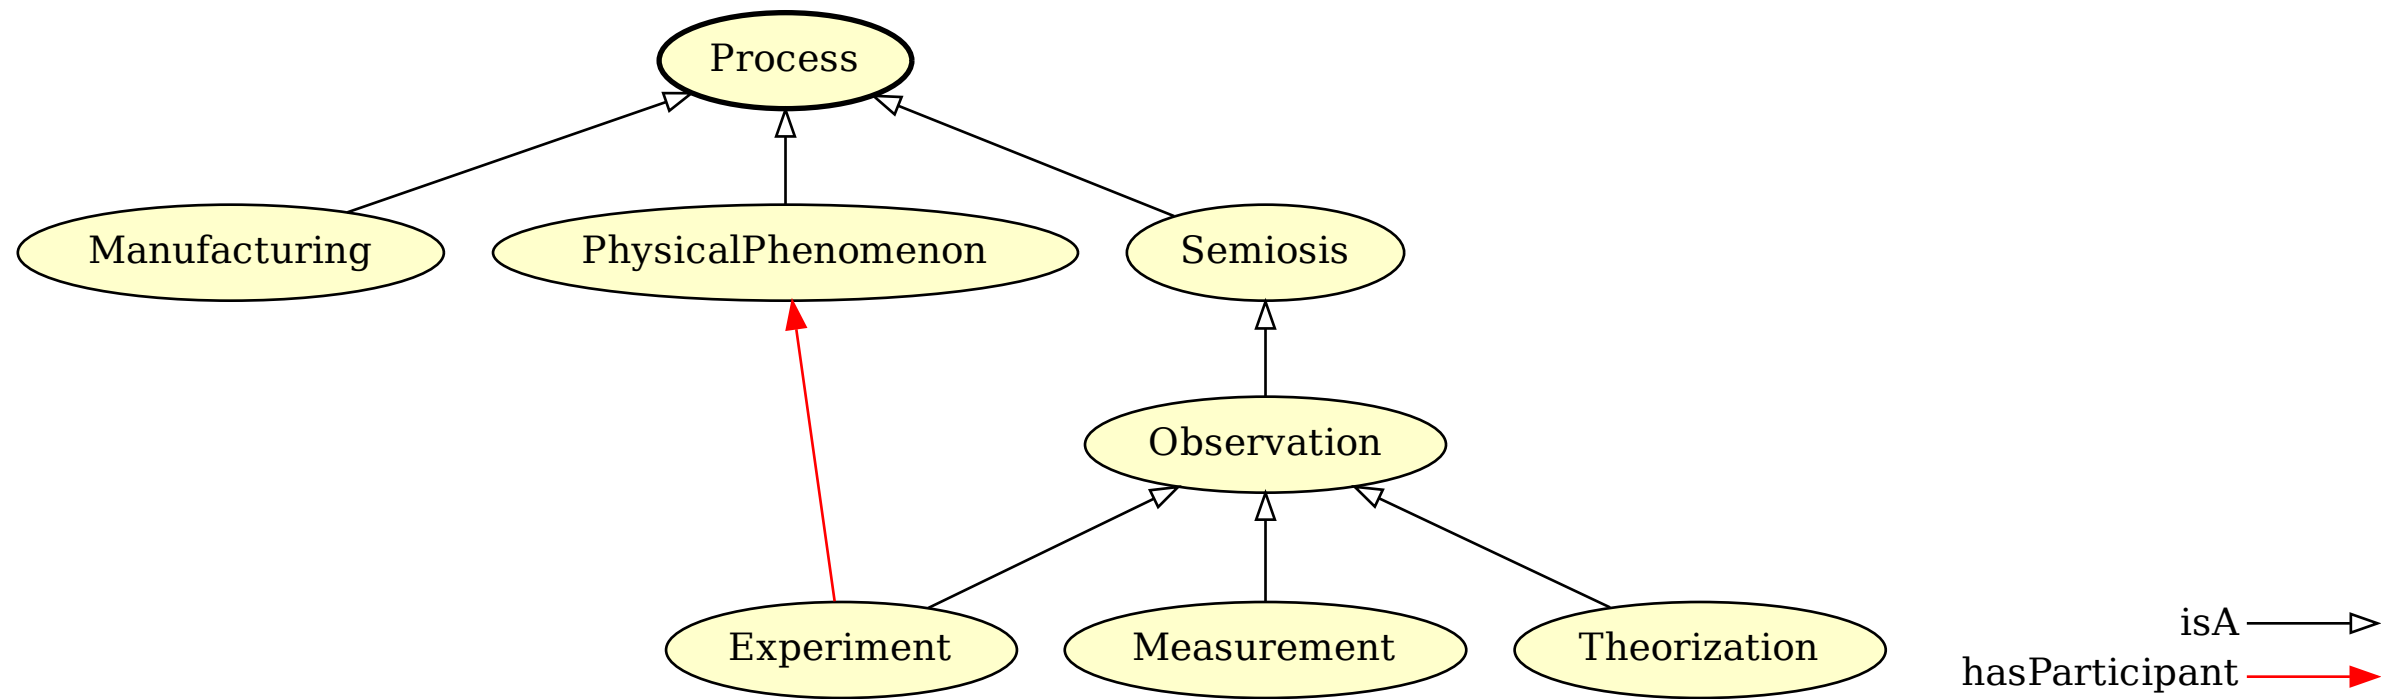 Process
Manufacturing
PhysicalPhenomenon
Semiosis
Observation
Experiment
Measurement
Theorization
isA
hasParticipant